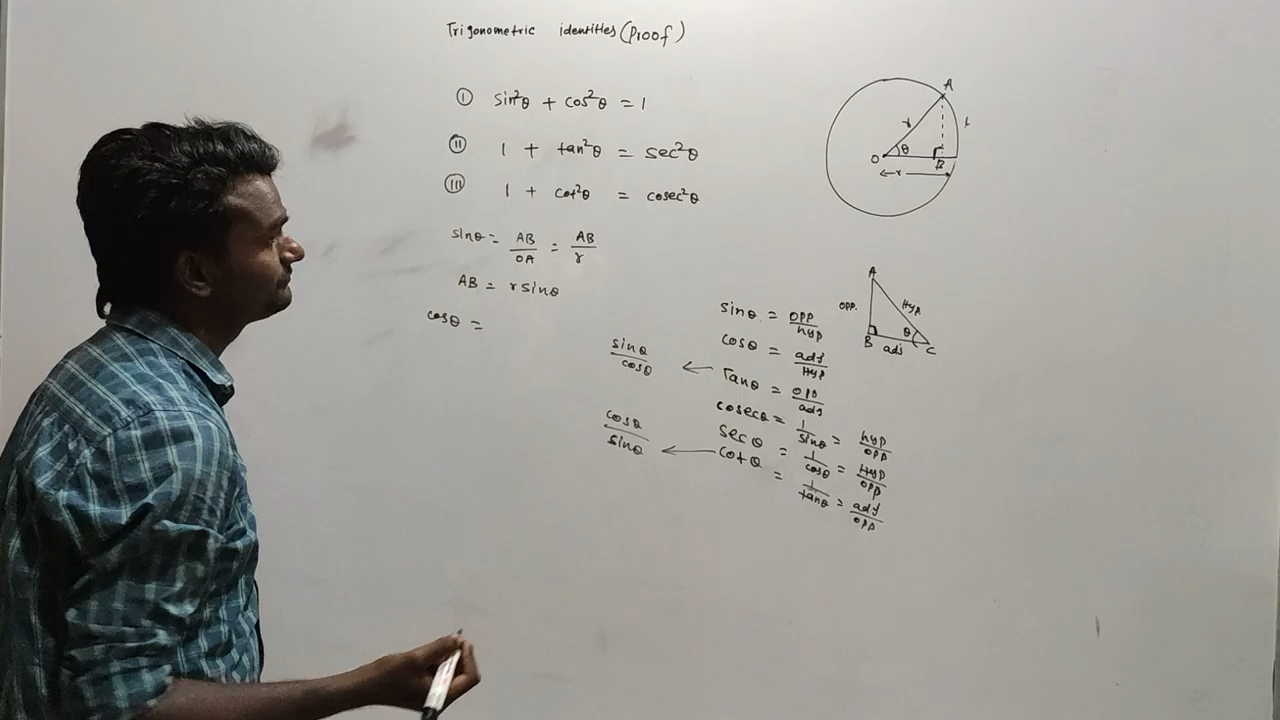 Trigonometric identities (Proof)
① sin²θ + cos²θ = 1
② 1 + tan²θ = sec²θ
③ 1 + cot²θ = cosec²θ
sinθ = AB/OA = AB/r
AB = r sinθ
cosθ =
A
r
θ
O
B
← r →
A
opp.
Hyp
θ
B
adj
C
sinθ = opp/hyp
cosθ = adj/Hyp
sinθ/cosθ ← Tanθ = opp/adj
cosecθ = 1/sinθ = hyp/opp
secθ = 1/cosθ = Hyp/opp
cosθ/sinθ ← cotθ = 1/tanθ = adj/opp